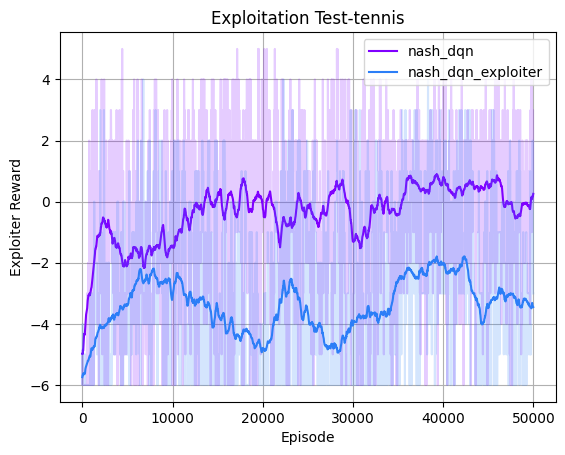 Exploitation Test-tennis
nash_dqn
nash_dqn_exploiter
Exploiter Reward
4
2
0
−2
−4
−6
0
10000
20000
30000
40000
50000
Episode